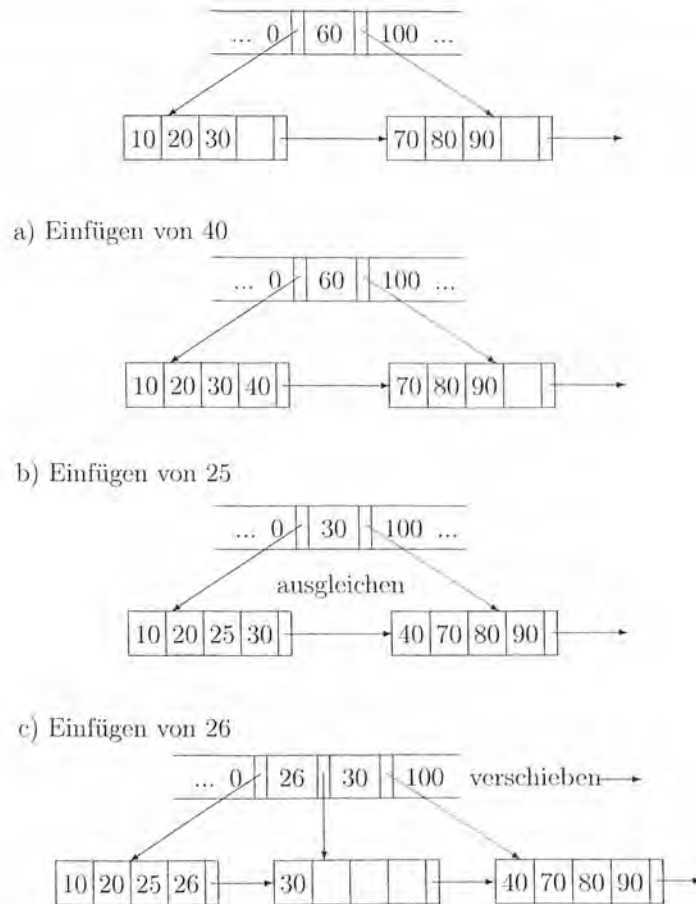 ... 0 60 100 ...
10 20 30 70 80 90
a) Einfügen von 40
... 0 60 100 ...
10 20 30 40 70 80 90
b) Einfügen von 25
... 0 30 100 ...
ausgleichen
10 20 25 30 40 70 80 90
c) Einfügen von 26
... 0 26 30 100 verschieben
10 20 25 26 30 40 70 80 90